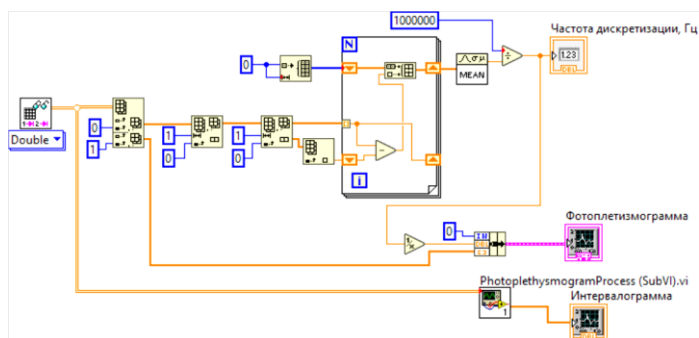 1000000
Частота дискретизации, Гц
N
0
1.23
DBL
MEAN
Double
0
1
1
0
1
0
i
0
Фотоплетизмограмма
PhotoplethysmogramProcess (SubVI).vi
1
Интервалограмма